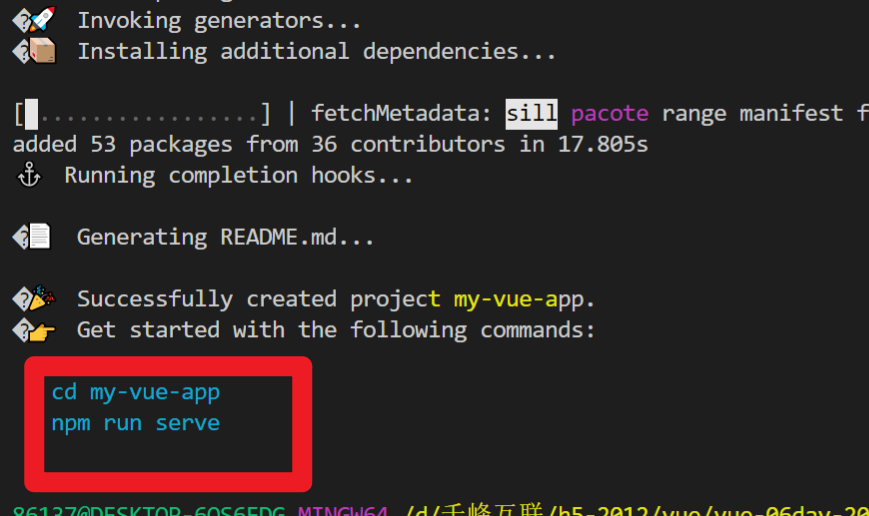 Invoking generators...
Installing additional dependencies...
[ .................] | fetchMetadata: sill pacote range manifest f
added 53 packages from 36 contributors in 17.805s
Running completion hooks...
Generating README.md...
Successfully created project my-vue-app.
Get started with the following commands:
cd my-vue-app
npm run serve
86137@DESKTOP-6OS6FDG MINGW64 /d/千峰互联/h5-2012/vue/vue-06day-20